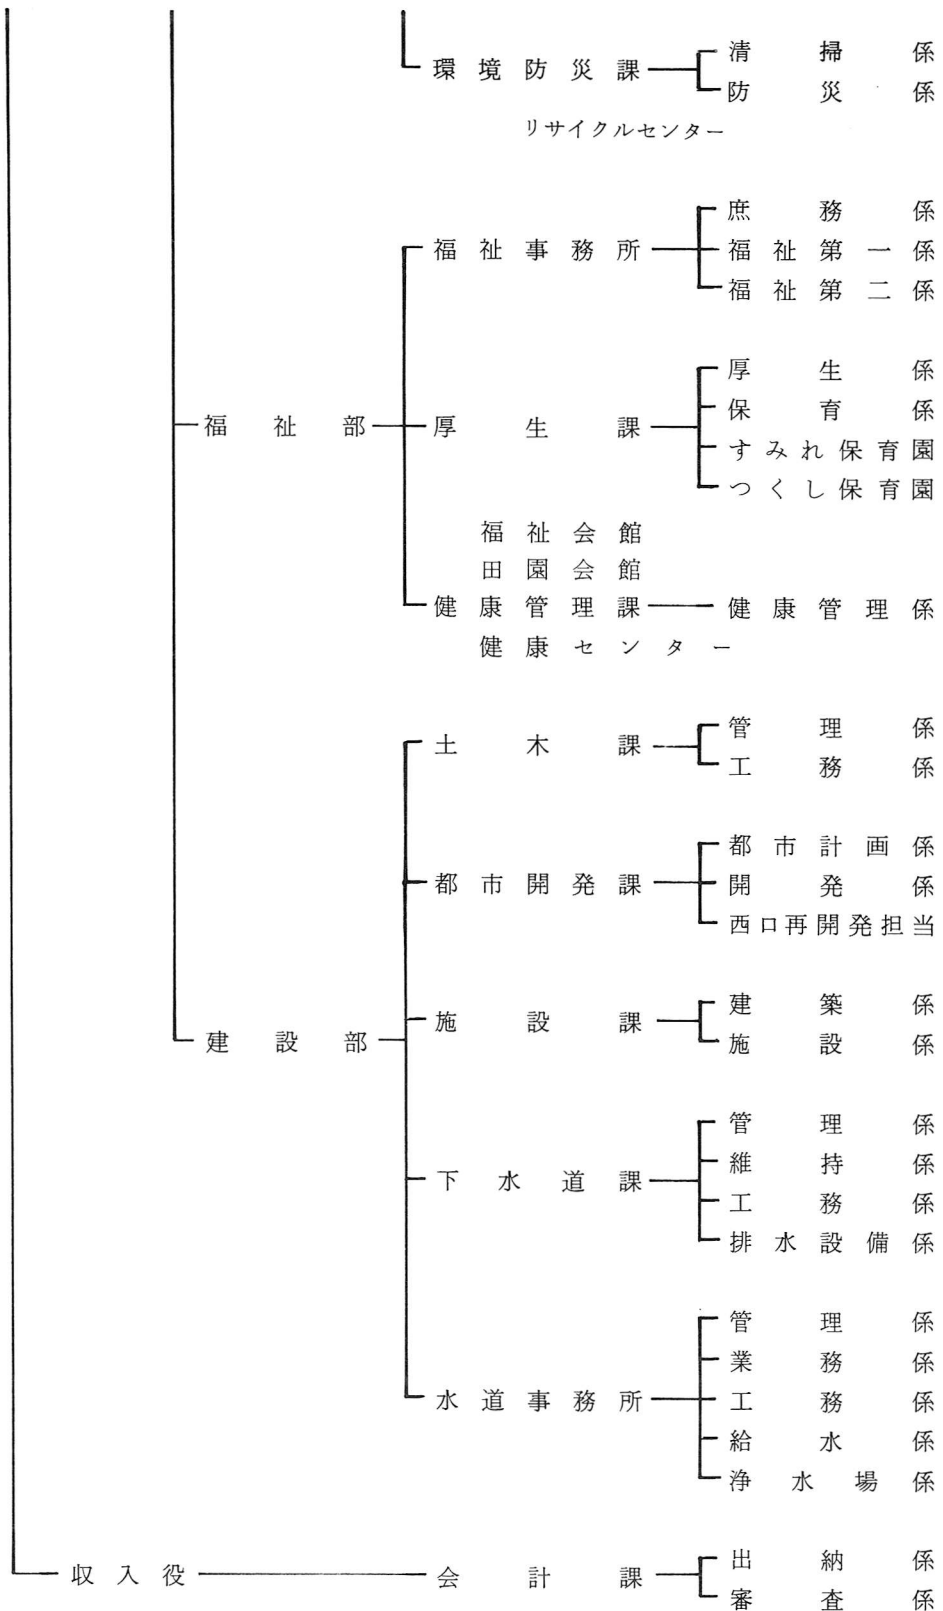 清掃係
環境防災課
防災係
リサイクルセンター
庶務係
福祉事務所 福祉第一係
福祉第二係
厚生係
保育係
福祉部 厚生課
すみれ保育園
つくし保育園
福祉会館
田園会館
健康管理課 健康管理係
健康センター
管理係
土木課
工務係
都市計画係
都市開発課 開発係
西口再開発担当
建築係
施設課
建設部 施設係
管理係
維持係
下水道課
工務係
排水設備係
管理係
業務係
水道事務所 工務係
給水係
浄水場係
出納係
収入役 会計課
審査係